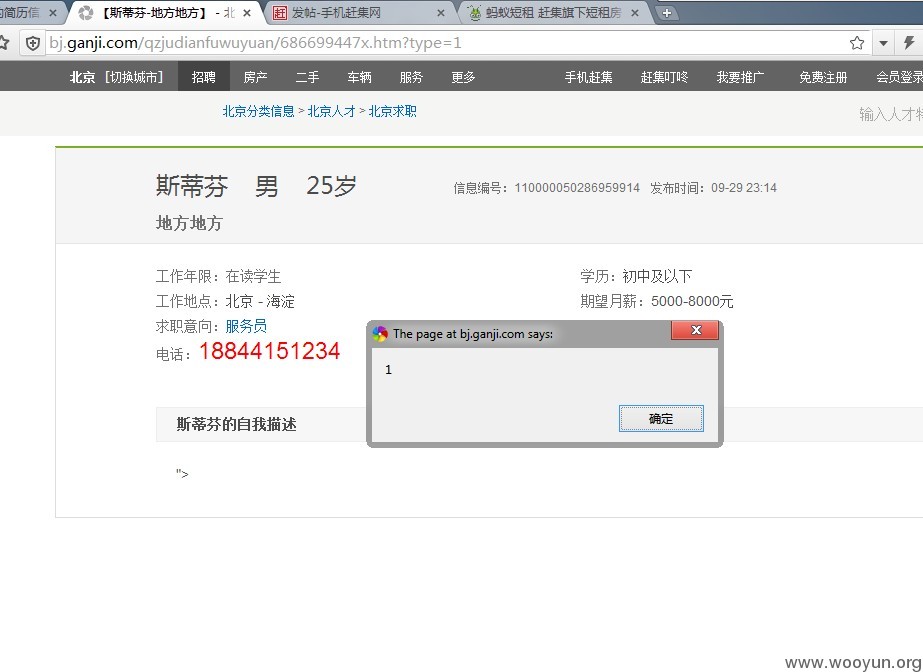 的简历信
【斯蒂芬-地方地方】 - 北
发帖-手机赶集网
蚂蚁短租 赶集旗下短租房
bj.ganji.com/qzjudianfuwuyuan/686699447x.htm?type=1
北京 [切换城市] 招聘 房产 二手 车辆 服务 更多 手机赶集 赶集叮咚 我要推广 免费注册 会员登录
北京分类信息 > 北京人才 > 北京求职
输入人才特
斯蒂芬 男 25岁
信息编号：110000050286959914 发布时间：09-29 23:14
地方地方
工作年限：在读学生
学历：初中及以下
工作地点：北京 - 海淀
期望月薪：5000-8000元
求职意向：服务员
电话：18844151234
The page at bj.ganji.com says:
1
确定
斯蒂芬的自我描述
">
www.wooyun.org